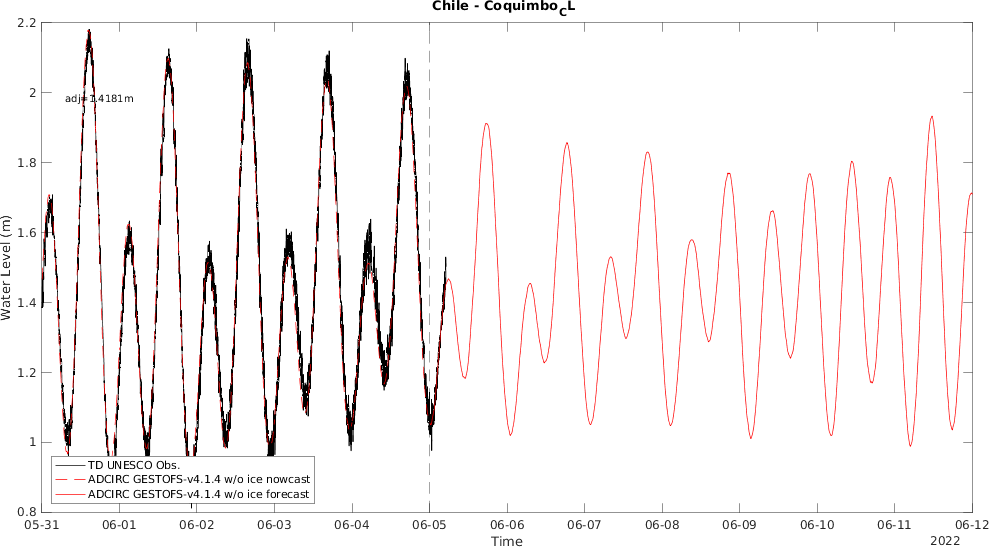 Chile - Coquimbo_CL
2.2
2
1.8
1.6
1.4
1.2
1
0.8
Water Level (m)
adj=1.4181m
TD UNESCO Obs.
ADCIRC GESTOFS-v4.1.4 w/o ice nowcast
ADCIRC GESTOFS-v4.1.4 w/o ice forecast
05-31 06-01 06-02 06-03 06-04 06-05 06-06 06-07 06-08 06-09 06-10 06-11 06-12
Time
2022